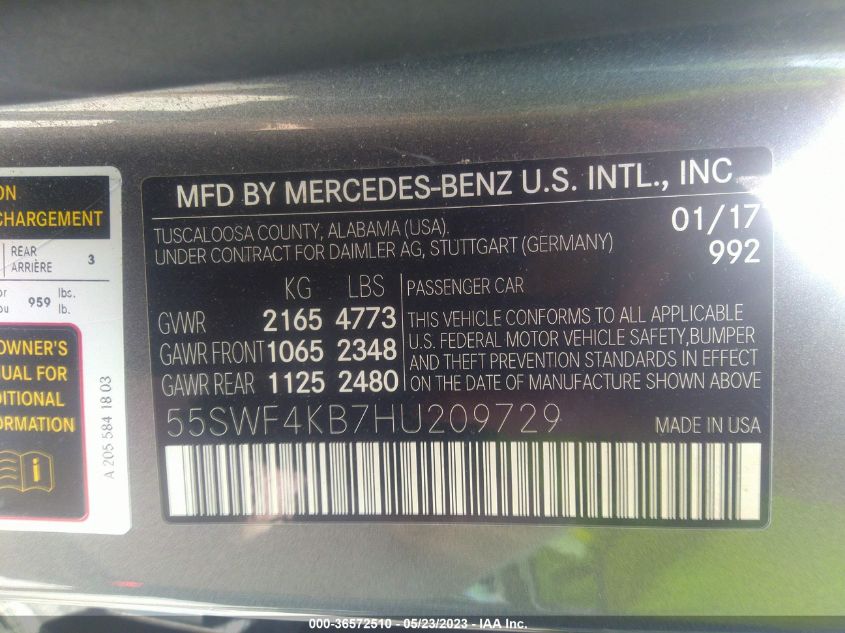 ON
CHARGEMENT
REAR 3
ARRIÈRE
or 959 lbs.
ou lb.
OWNER'S
UAL FOR
DITIONAL
ORMATION
i
A 205 584 18 03
MFD BY MERCEDES-BENZ U.S. INTL., INC
TUSCALOOSA COUNTY, ALABAMA (USA). 01/17
UNDER CONTRACT FOR DAIMLER AG, STUTTGART (GERMANY) 992
KG LBS PASSENGER CAR
GVWR 2165 4773
GAWR FRONT 1065 2348
GAWR REAR 1125 2480
THIS VEHICLE CONFORMS TO ALL APPLICABLE
U.S. FEDERAL MOTOR VEHICLE SAFETY,BUMPER
AND THEFT PREVENTION STANDARDS IN EFFECT
ON THE DATE OF MANUFACTURE SHOWN ABOVE
55SWF4KB7HU209729 MADE IN USA
000-36572510 - 05/23/2023 - IAA Inc.